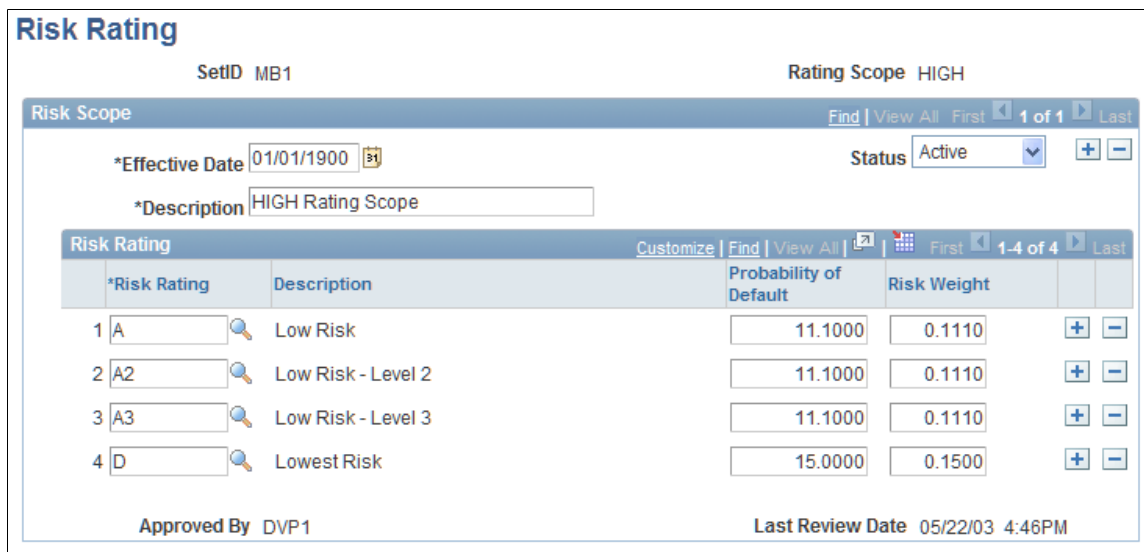 Risk Rating
SetID MB1 Rating Scope HIGH
Risk Scope Find | View All First 1 of 1 Last
*Effective Date 01/01/1900 31 Status Active
*Description HIGH Rating Scope
Risk Rating Customize | Find | View All | | First 1-4 of 4 Last
*Risk Rating Description Probability of Default Risk Weight
1 A Low Risk 11.1000 0.1110
2 A2 Low Risk - Level 2 11.1000 0.1110
3 A3 Low Risk - Level 3 11.1000 0.1110
4 D Lowest Risk 15.0000 0.1500
Approved By DVP1 Last Review Date 05/22/03 4:46PM